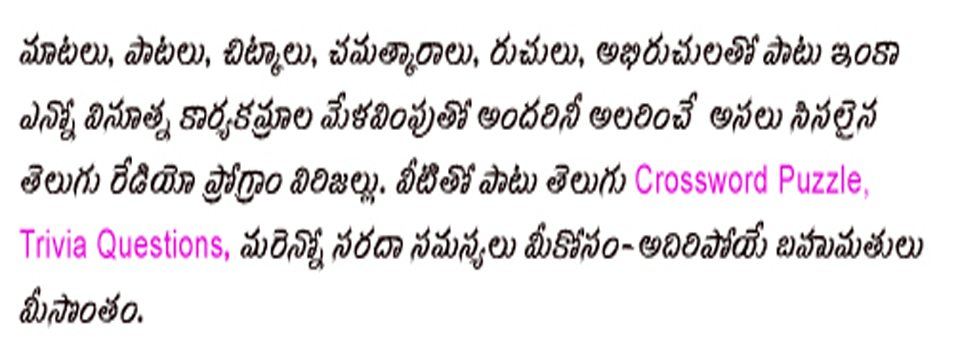 మాటలు, పాటలు, చిట్కాలు, చమత్కారాలు, రుచులు, అభిరుచులతో పాటు ఇంకా
ఎన్నో వినూత్న కార్యక్రమాల మేళవింపుతో అందరినీ అలరించే అసలు సిసలైన
తెలుగు రేడియో ప్రోగ్రాం విరిజల్లు. వీటితో పాటు తెలుగు Crossword Puzzle,
Trivia Questions, మరెన్నో సరదా సమస్యలు మీకోసం-అదిరిపోయే బహుమతులు
మీసొంతం.